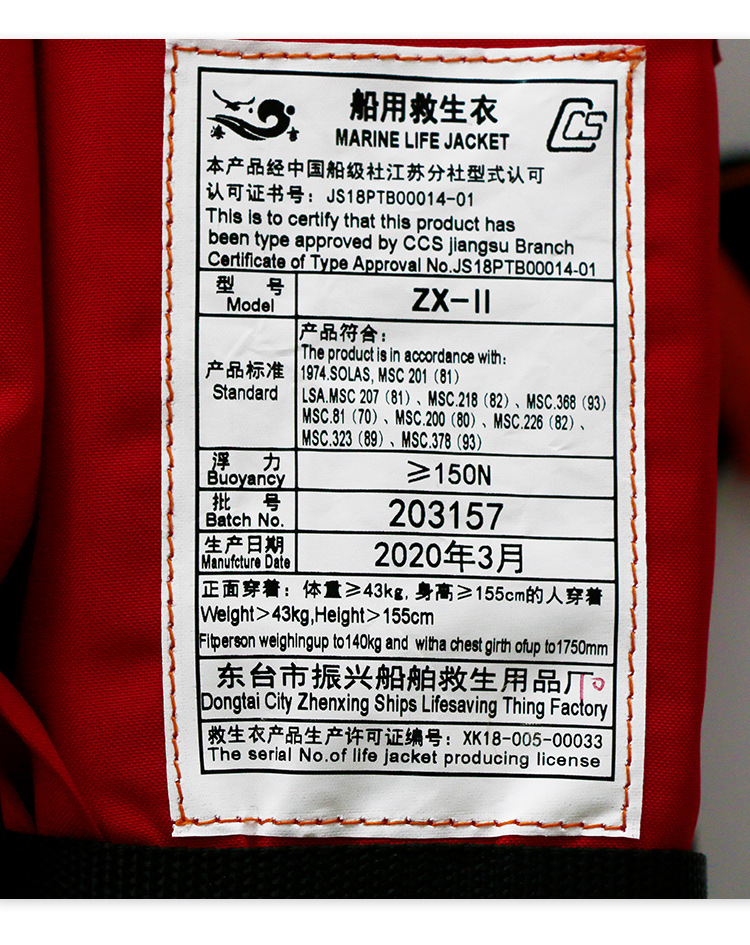 海言
船用救生衣
MARINE LIFE JACKET
CCS
本产品经中国船级社江苏分社型式认可
认可证书号：JS18PTB00014-01
This is to certify that this product has
been type approved by CCS jiangsu Branch
Certificate of Type Approval No.JS18PTB00014-01
型 号
Model
ZX-II
产品标准
Standard
产品符合：
The product is in accordance with:
1974.SOLAS, MSC 201（81）
LSA.MSC 207（81）、MSC.218（82）、MSC.368（93）
MSC.81（70）、MSC.200（80）、MSC.226（82）、
MSC.323（89）、MSC.378（93）
浮 力
Buoyancy
≥150N
批 号
Batch No.
203157
生产日期
Manufcture Date
2020年3月
正面穿着：体重≥43kg, 身高≥155cm的人穿着
Weight>43kg,Height>155cm
Fitperson weighingup to140kg and witha chest girth ofup to1750mm
东台市振兴船舶救生用品厂
Dongtai City Zhenxing Ships Lifesaving Thing Factory
救生衣产品生产许可证编号：XK18-005-00033
The serial No.of life jacket producing license